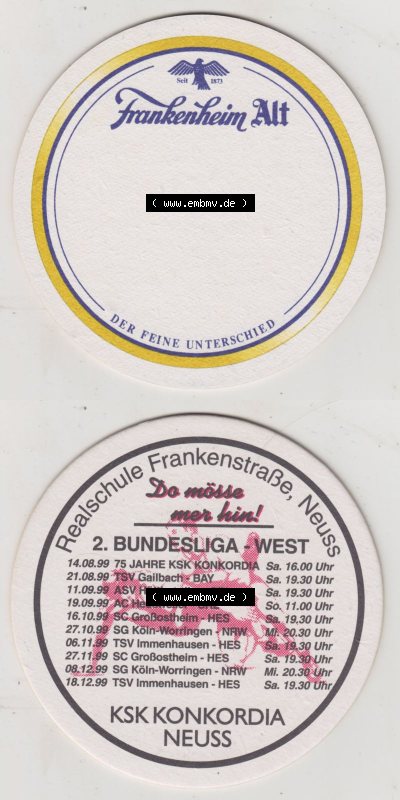 Seit 1873
Frankenheim Alt
( www.embmv.de )
DER FEINE UNTERSCHIED
Realschule Frankenstraße, Neuss
Do mösse
mer hin!
2. BUNDESLIGA - WEST
14.08.99 75 JAHRE KSK KONKORDIA Sa. 16.00 Uhr
21.08.99 TSV Gailbach - BAY Sa. 19.30 Uhr
11.09.99 ASV Sa. 19.30 Uhr
( www.embmv.de )
19.09.99 AC So. 11.00 Uhr
16.10.99 SC Großostheim - HES Sa. 19.30 Uhr
27.10.99 SG Köln-Worringen - NRW Mi. 20.30 Uhr
06.11.99 TSV Immenhausen - HES Sa. 19.30 Uhr
27.11.99 SC Großostheim - HES Sa. 19.30 Uhr
08.12.99 SG Köln-Worringen - NRW Mi. 20.30 Uhr
18.12.99 TSV Immenhausen - HES Sa. 19.30 Uhr
KSK KONKORDIA
NEUSS